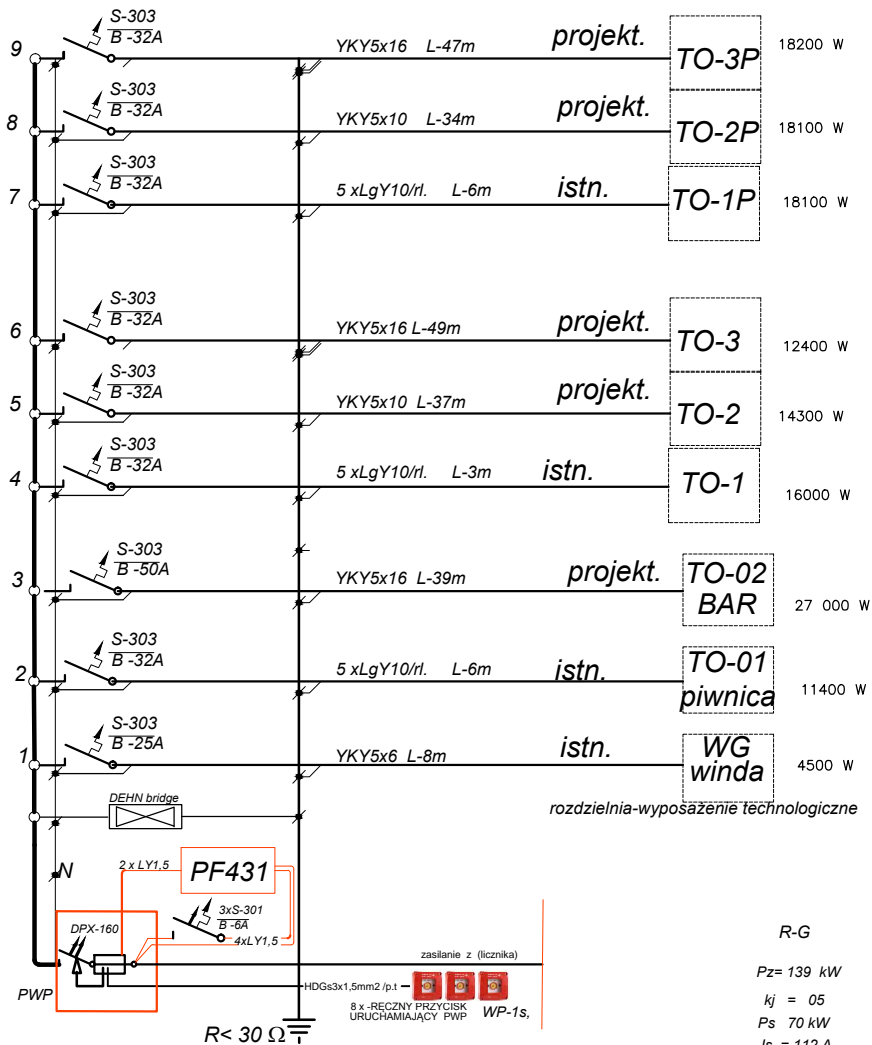 9 S-303 B -32A YKY5x16 L-47m projekt. TO-3P 18200 W
8 S-303 B -32A YKY5x10 L-34m projekt. TO-2P 18100 W
7 S-303 B -32A 5 xLgY10/rl. L-6m istn. TO-1P 18100 W
6 S-303 B -32A YKY5x16 L-49m projekt. TO-3 12400 W
5 S-303 B -32A YKY5x10 L-37m projekt. TO-2 14300 W
4 S-303 B -32A 5 xLgY10/rl. L-3m istn. TO-1 16000 W
3 S-303 B -50A YKY5x16 L-39m projekt. TO-02 BAR 27 000 W
2 S-303 B -32A 5 xLgY10/rl. L-6m istn. TO-01 piwnica 11400 W
1 S-303 B -25A YKY5x6 L-8m istn. WG winda 4500 W
rozdzielnia-wyposażenie technologiczne
DEHN bridge
N
2 x LY1,5
PF431
3xS-301
B -6A
4xLY1,5
DPX-160
zasilanie z (licznika)
PWP
HDGs3x1,5mm2 /p.t
8 x -RĘCZNY PRZYCISK
URUCHAMIAJĄCY PWP
WP-1s,
R< 30 Ω
R-G
Pz= 139 kW
kj = 05
Ps 70 kW
Is = 112 A